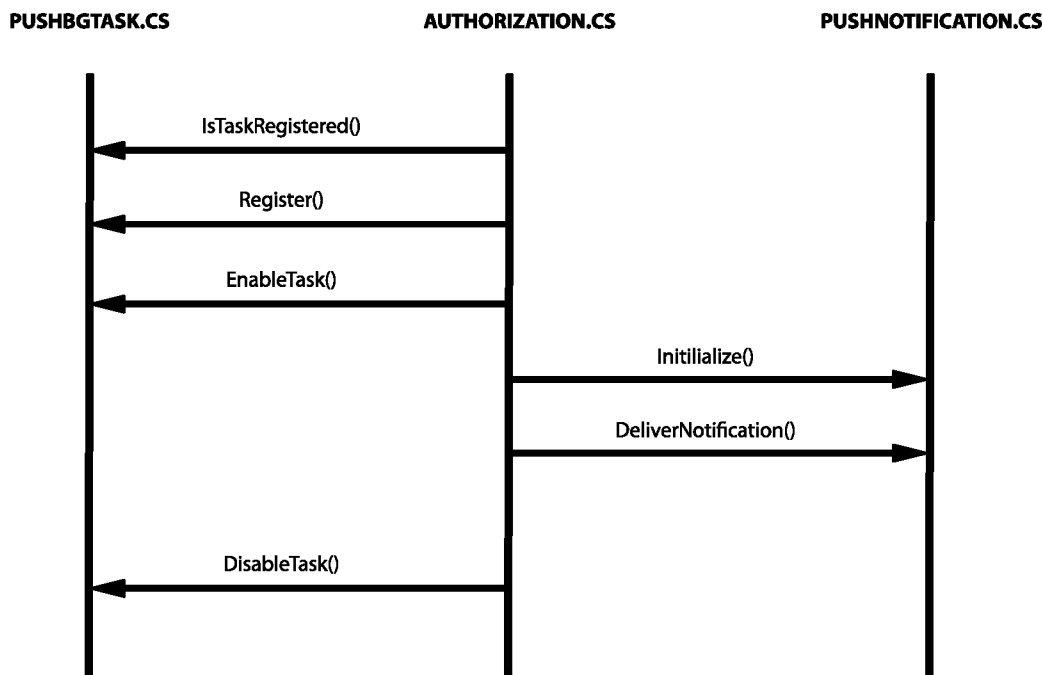 PUSHBGTASK.CS
AUTHORIZATION.CS
PUSHNOTIFICATION.CS
IsTaskRegistered()
Register()
EnableTask()
Initilialize()
DeliverNotification()
DisableTask()